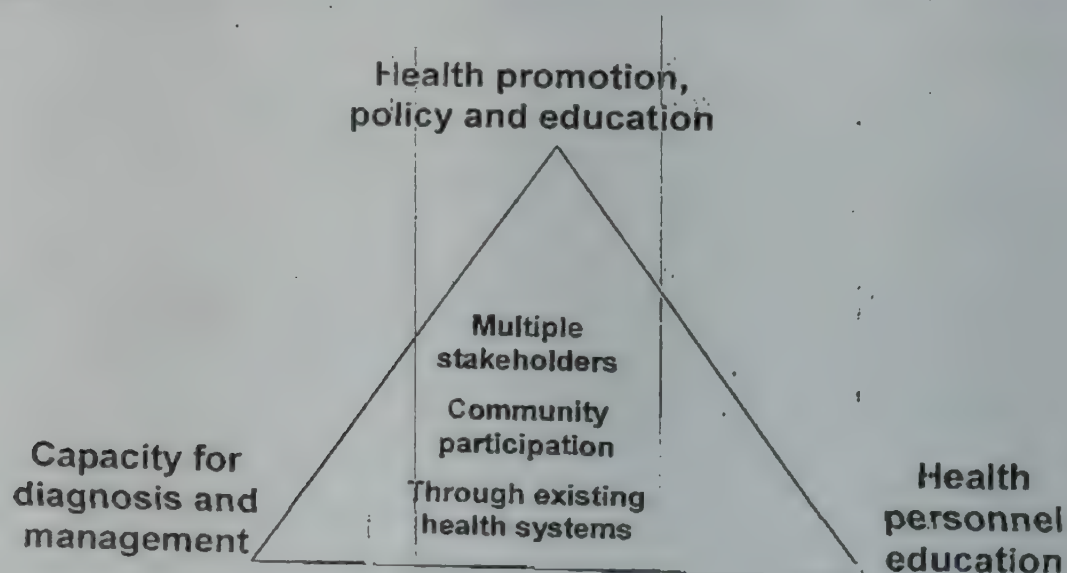 Health promotion,
policy and education
Multiple
stakeholders
Community
participation
Through existing
health systems
Capacity for
diagnosis and
management
Health
personnel
education